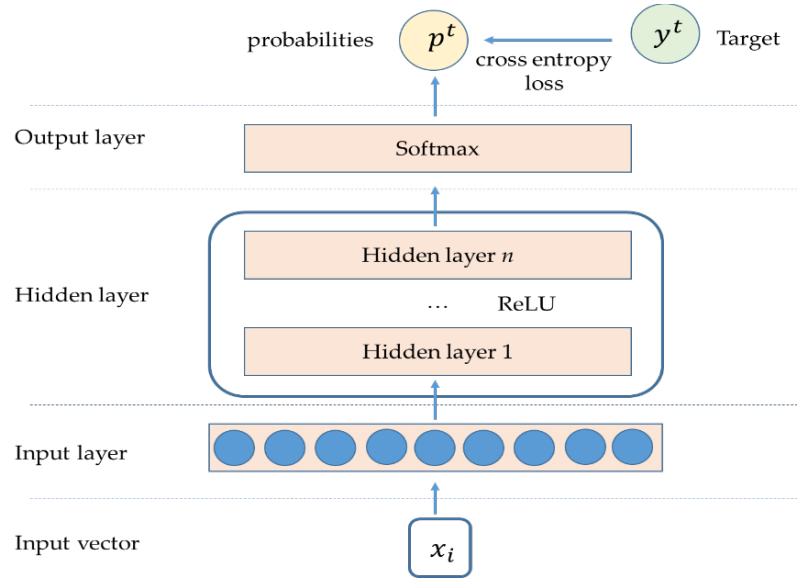 probabilities
p^t
cross entropy
loss
y^t
Target
Output layer
Softmax
Hidden layer
Hidden layer n
... ReLU
Hidden layer 1
Input layer
Input vector
x_i